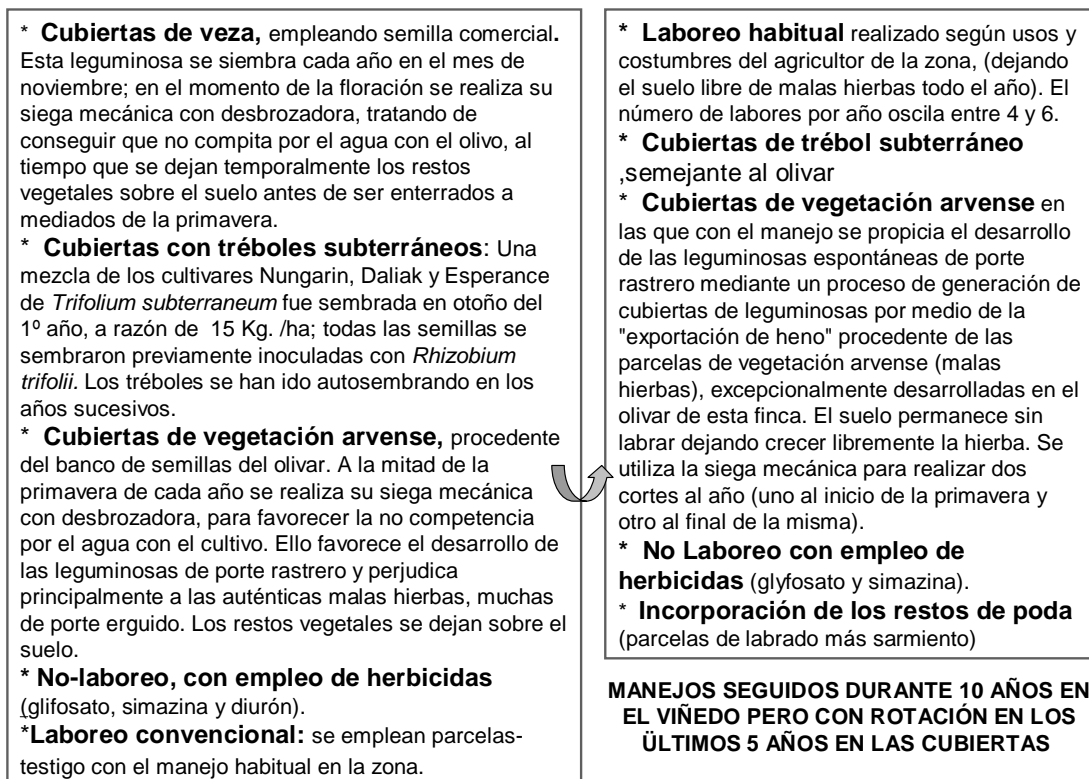 * Cubiertas de veza, empleando semilla comercial.
Esta leguminosa se siembra cada año en el mes de
noviembre; en el momento de la floración se realiza su
siega mecánica con desbrozadora, tratando de
conseguir que no compita por el agua con el olivo, al
tiempo que se dejan temporalmente los restos
vegetales sobre el suelo antes de ser enterrados a
mediados de la primavera.
* Cubiertas con tréboles subterráneos: Una
mezcla de los cultivares Nungarin, Daliak y Esperance
de Trifolium subterraneum fue sembrada en otoño del
1º año, a razón de 15 Kg. /ha; todas las semillas se
sembraron previamente inoculadas con Rhizobium
trifolii. Los tréboles se han ido autosembrando en los
años sucesivos.
* Cubiertas de vegetación arvense, procedente
del banco de semillas del olivar. A la mitad de la
primavera de cada año se realiza su siega mecánica
con desbrozadora, para favorecer la no competencia
por el agua con el cultivo. Ello favorece el desarrollo de
las leguminosas de porte rastrero y perjudica
principalmente a las auténticas malas hierbas, muchas
de porte erguido. Los restos vegetales se dejan sobre el
suelo.
* No-laboreo, con empleo de herbicidas
(glifosato, simazina y diurón).
*Laboreo convencional: se emplean parcelas-
testigo con el manejo habitual en la zona.
* Laboreo habitual realizado según usos y
costumbres del agricultor de la zona, (dejando
el suelo libre de malas hierbas todo el año). El
número de labores por año oscila entre 4 y 6.
* Cubiertas de trébol subterráneo
,semejante al olivar
* Cubiertas de vegetación arvense en
las que con el manejo se propicia el desarrollo
de las leguminosas espontáneas de porte
rastrero mediante un proceso de generación de
cubiertas de leguminosas por medio de la
"exportación de heno" procedente de las
parcelas de vegetación arvense (malas
hierbas), excepcionalmente desarrolladas en el
olivar de esta finca. El suelo permanece sin
labrar dejando crecer libremente la hierba. Se
utiliza la siega mecánica para realizar dos
cortes al año (uno al inicio de la primavera y
otro al final de la misma).
* No Laboreo con empleo de
herbicidas (glyfosato y simazina).
* Incorporación de los restos de poda
(parcelas de labrado más sarmiento)
MANEJOS SEGUIDOS DURANTE 10 AÑOS EN
EL VIÑEDO PERO CON ROTACIÓN EN LOS
ÜLTIMOS 5 AÑOS EN LAS CUBIERTAS